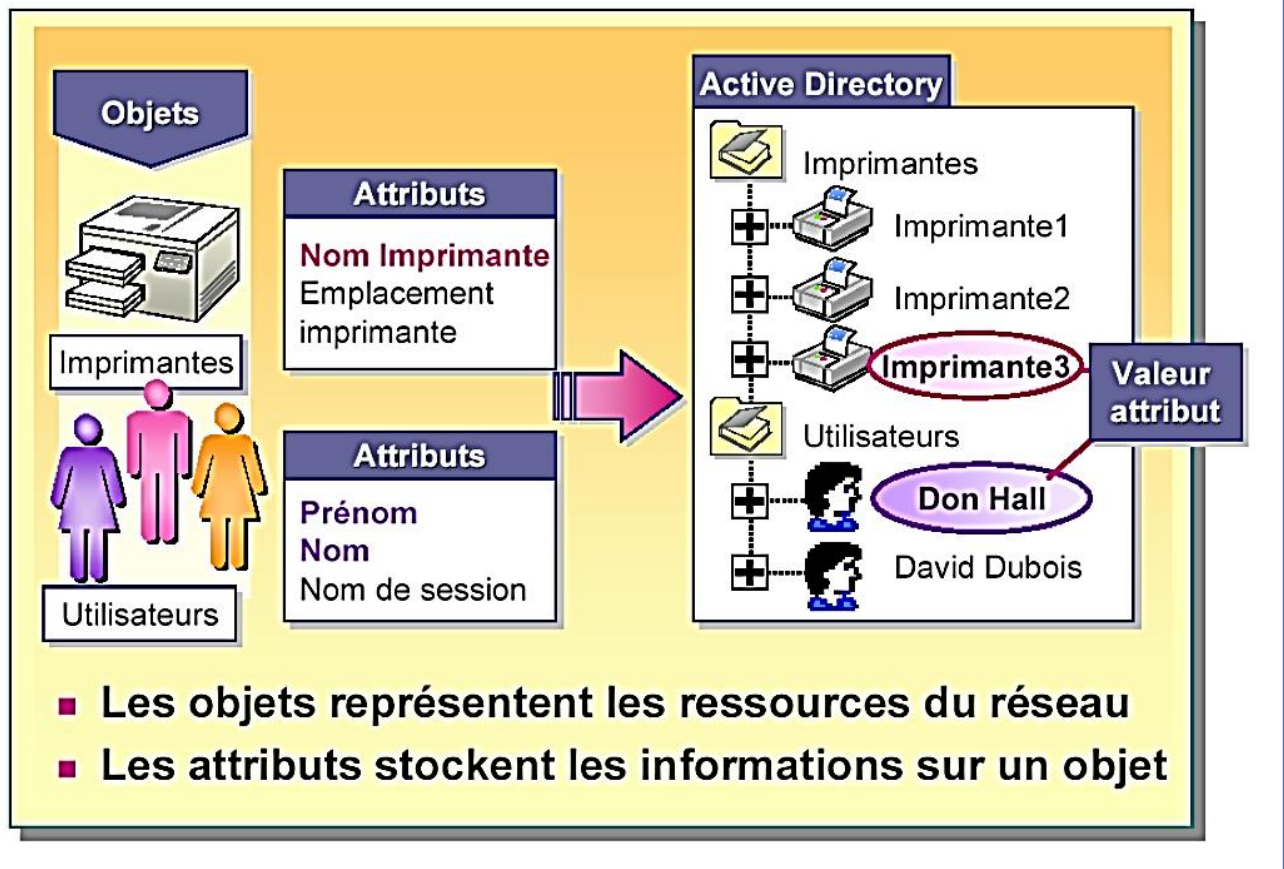 Objets
Imprimantes
Utilisateurs
Attributs
Nom Imprimante
Emplacement
imprimante
Attributs
Prénom
Nom
Nom de session
Active Directory
Imprimantes
Imprimante1
Imprimante2
Imprimante3
Utilisateurs
Don Hall
David Dubois
Valeur
attribut
Les objets représentent les ressources du réseau
Les attributs stockent les informations sur un objet